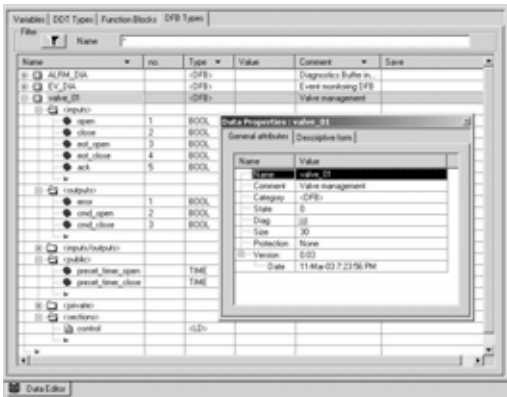 Variables DDT Types Function Blocks DFB Types
Filter
Name *
Name no. Type Value Comment Save
ALRM_DIA <DFB> Diagnostics Buffer in...
EV_DIA <DFB> Event monitoring DFB
valve_01 <DFB> Valve management
<inputs>
open 1 BOOL
close 2 BOOL
eot_open 3 BOOL
eot_close 4 BOOL
ack 5 BOOL
<outputs>
error 1 BOOL
cmd_open 2 BOOL
cmd_close 3 BOOL
<inputs/outputs>
<public>
preset_timer_open TIME
preset_timer_close TIME
<private>
<sections>
control <LD>
Data Properties : valve_01
General attributes Descriptive form
Name Value
Name valve_01
Comment Valve management
Category <DFB>
State 0
Diag
Size 30
Protection None
Version 0.03
Date 11-Mar-03 7:23:56 PM
Data Editor